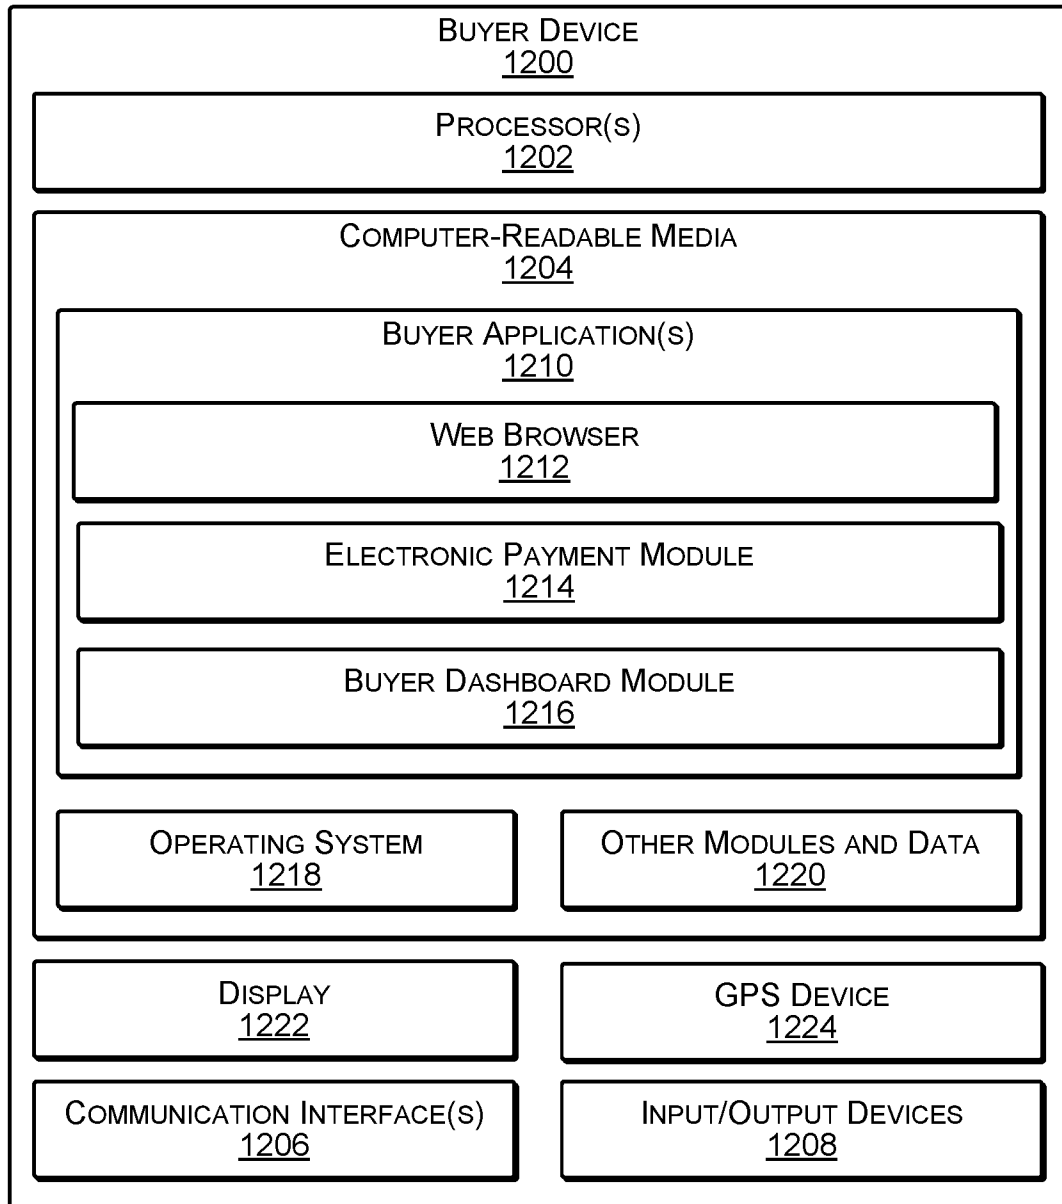 BUYER DEVICE
1200
PROCESSOR(S)
1202
COMPUTER-READABLE MEDIA
1204
BUYER APPLICATION(S)
1210
WEB BROWSER
1212
ELECTRONIC PAYMENT MODULE
1214
BUYER DASHBOARD MODULE
1216
OPERATING SYSTEM
1218
OTHER MODULES AND DATA
1220
DISPLAY
1222
GPS DEVICE
1224
COMMUNICATION INTERFACE(S)
1206
INPUT/OUTPUT DEVICES
1208